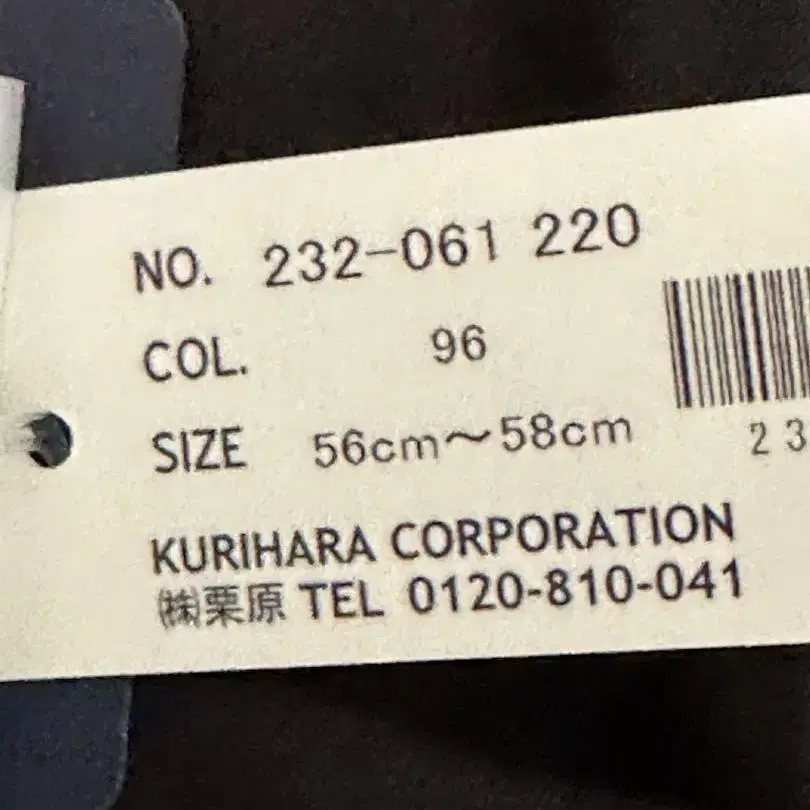 NO. 232-061 220
COL. 96
SIZE 56cm～58cm
23
KURIHARA CORPORATION
㈱栗原 TEL 0120-810-041